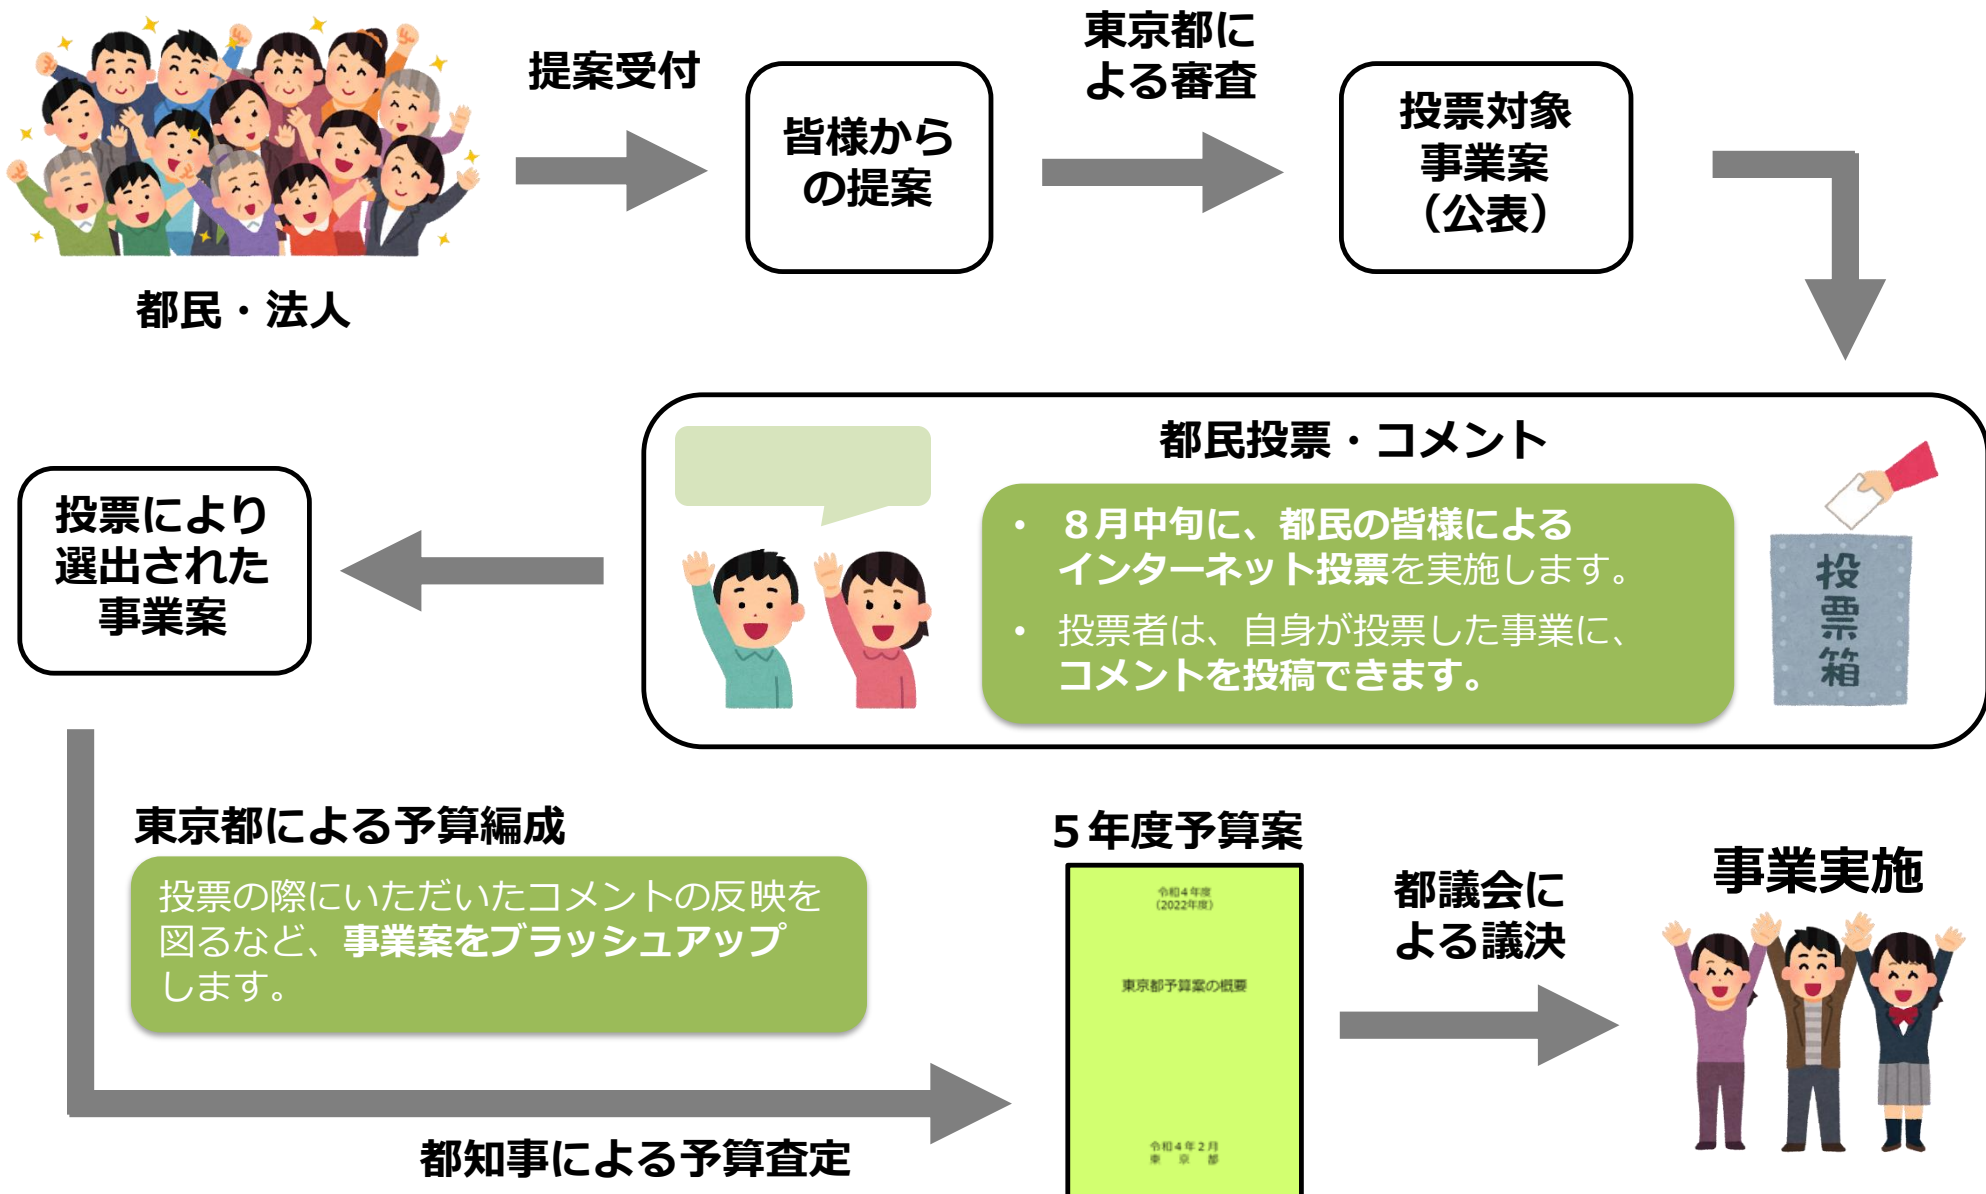 提案受付
東京都に
よる審査
皆様から
の提案
投票対象
事業案
（公表）
都民・法人
都民投票・コメント
• ８月中旬に、都民の皆様による
インターネット投票を実施します。
• 投票者は、自身が投票した事業に、
コメントを投稿できます。
投票箱
投票により
選出された
事業案
東京都による予算編成
投票の際にいただいたコメントの反映を
図るなど、事業案をブラッシュアップ
します。
都知事による予算査定
５年度予算案
令和４年度
（2022年度）
東京都予算案の概要
令和４年２月
東 京 都
都議会に
よる議決
事業実施